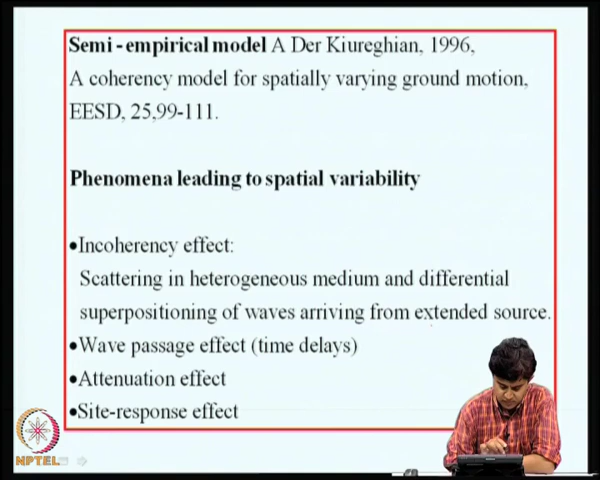 Semi - empirical model A Der Kiureghian, 1996,
A coherency model for spatially varying ground motion,
EESD, 25,99-111.
Phenomena leading to spatial variability
•Incoherency effect:
Scattering in heterogeneous medium and differential
superpositioning of waves arriving from extended source.
•Wave passage effect (time delays)
•Attenuation effect
•Site-response effect
NPTEL